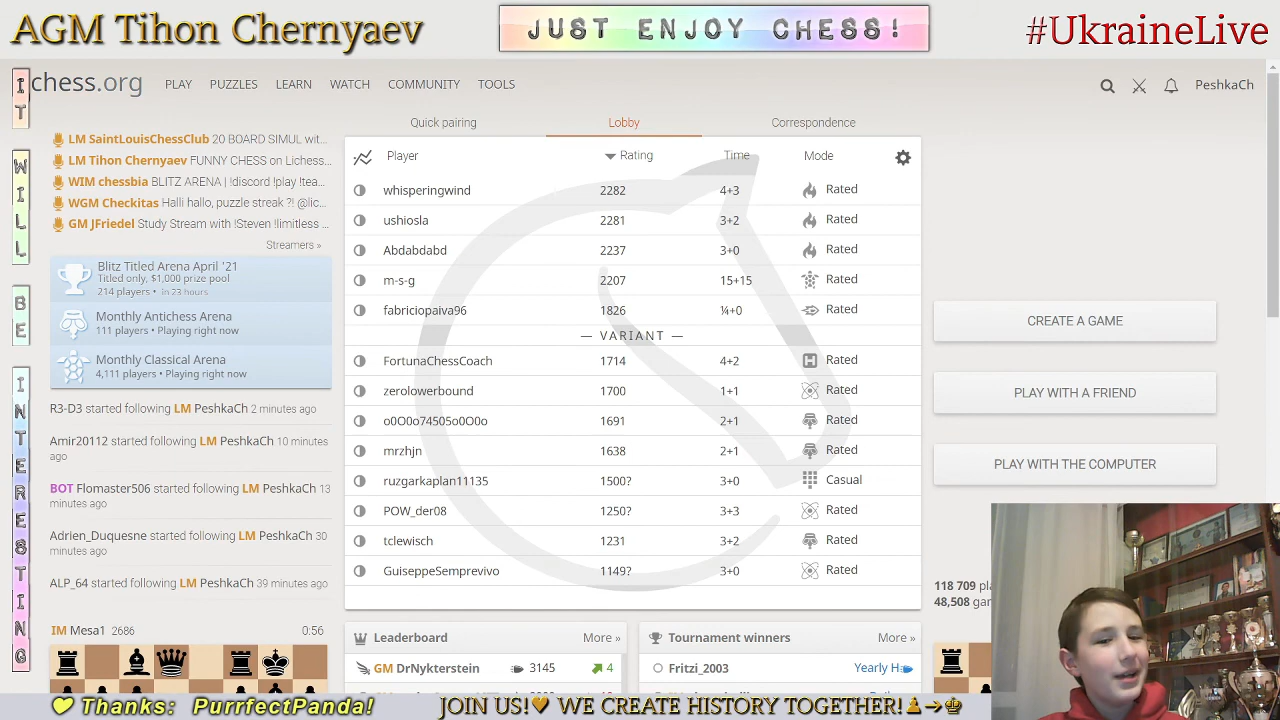 AGM Tihon Chernyaev
JUST ENJOY CHESS!
#UkraineLive
IT WILL BE INTERESTING
chess.org
PLAY PUZZLES LEARN WATCH COMMUNITY TOOLS
PeshkaCh
LM SaintLouisChessClub 20 BOARD SIMUL wit...
LM Tihon Chernyaev FUNNY CHESS on Lichess...
WIM chessbia BLITZ ARENA | !discord !play !tea...
WGM Checkitas Halli hallo, puzzle streak ?! @lic...
GM JFriedel Study Stream with !Steven !limitless ...
Streamers »
Blitz Titled Arena April '21
Titled only, $1,000 prize pool
214 players • in 23 hours
Monthly Antichess Arena
111 players • Playing right now
Monthly Classical Arena
4,111 players • Playing right now
R3-D3 started following LM PeshkaCh 2 minutes ago
Amir20112 started following LM PeshkaCh 10 minutes
ago
BOT Flomaster506 started following LM PeshkaCh 13
minutes ago
Adrien_Duquesne started following LM PeshkaCh 30
minutes ago
ALP_64 started following LM PeshkaCh 39 minutes ago
IM Mesa1 2686 0:56
Quick pairing Lobby Correspondence
Player Rating Time Mode
whisperingwind 2282 4+3 Rated
ushiosla 2281 3+2 Rated
Abdabdabd 2237 3+0 Rated
m-s-g 2207 15+15 Rated
fabriciopaiva96 1826 ¼+0 Rated
— VARIANT —
FortunaChessCoach 1714 4+2 Rated
zerolowerbound 1700 1+1 Rated
o0O0o74505o0O0o 1691 2+1 Rated
mrzhjn 1638 2+1 Rated
ruzgarkaplan11135 1500? 3+0 Casual
POW_der08 1250? 3+3 Rated
tclewisch 1231 3+2 Rated
GuiseppeSemprevivo 1149? 3+0 Rated
Leaderboard More »
GM DrNykterstein 3145 4
Tournament winners More »
Fritzi_2003 Yearly H
CREATE A GAME
PLAY WITH A FRIEND
PLAY WITH THE COMPUTER
118 709 pl
48,508 gam
Thanks: PurrfectPanda!
JOIN US! WE CREATE HISTORY TOGETHER!